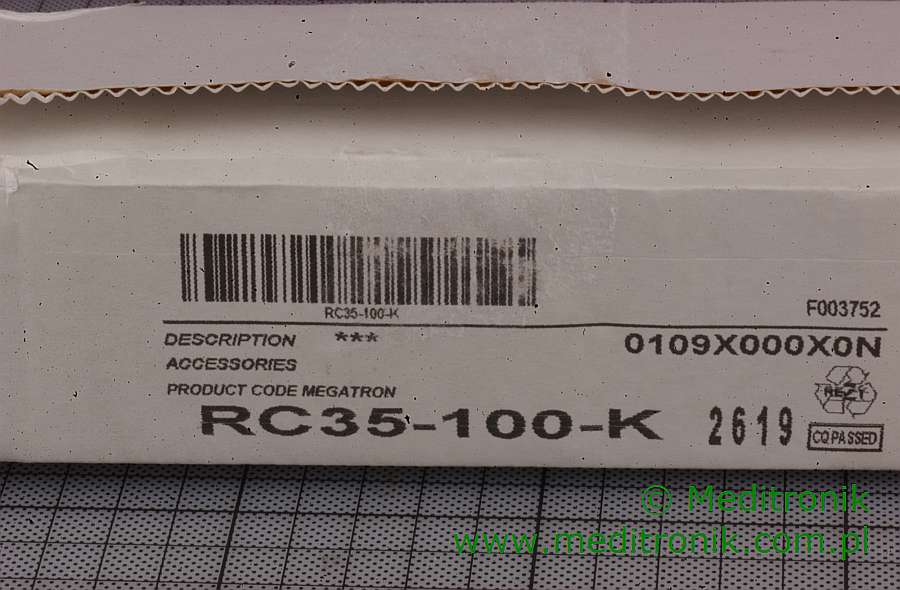 RC35-100-K
F003752
DESCRIPTION ***
0109X000X0N
ACCESSORIES
PRODUCT CODE MEGATRON
RESY
RC35-100-K 2619
CQ PASSED
© Meditronik
www.meditronik.com.pl